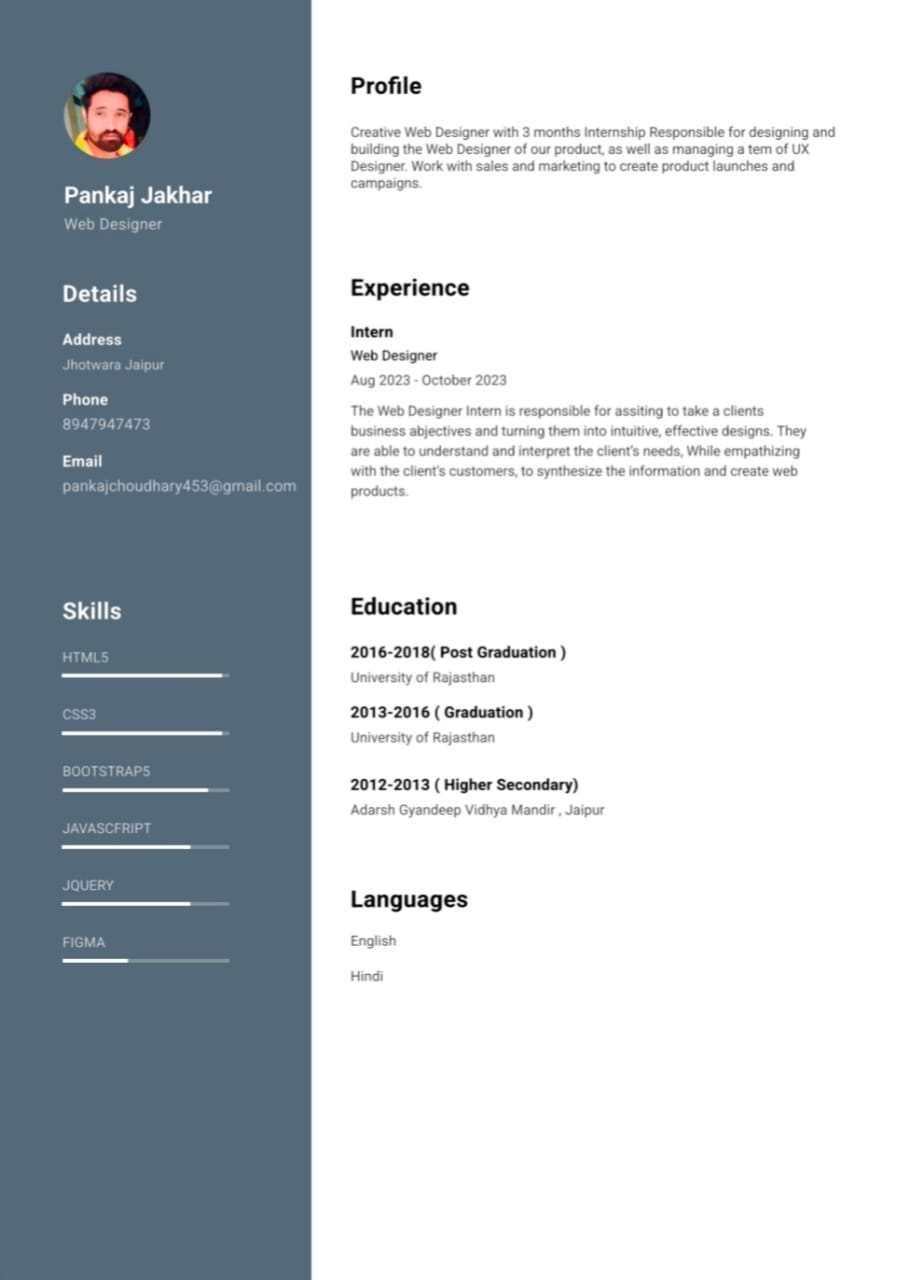 Pankaj Jakhar
Web Designer
Details
Address
Jhotwara Jaipur
Phone
8947947473
Email
pankajchoudhary453@gmail.com
Skills
HTML5
CSS3
BOOTSTRAP5
JAVASCFRIPT
JQUERY
FIGMA
Profile
Creative Web Designer with 3 months Internship Responsible for designing and
building the Web Designer of our product, as well as managing a tem of UX
Designer. Work with sales and marketing to create product launches and
campaigns.
Experience
Intern
Web Designer
Aug 2023 - October 2023
The Web Designer Intern is responsible for assiting to take a clients
business abjectives and turning them into intuitive, effective designs. They
are able to understand and interpret the client's needs, While empathizing
with the client's customers, to synthesize the information and create web
products.
Education
2016-2018( Post Graduation )
University of Rajasthan
2013-2016 ( Graduation )
University of Rajasthan
2012-2013 ( Higher Secondary)
Adarsh Gyandeep Vidhya Mandir , Jaipur
Languages
English
Hindi